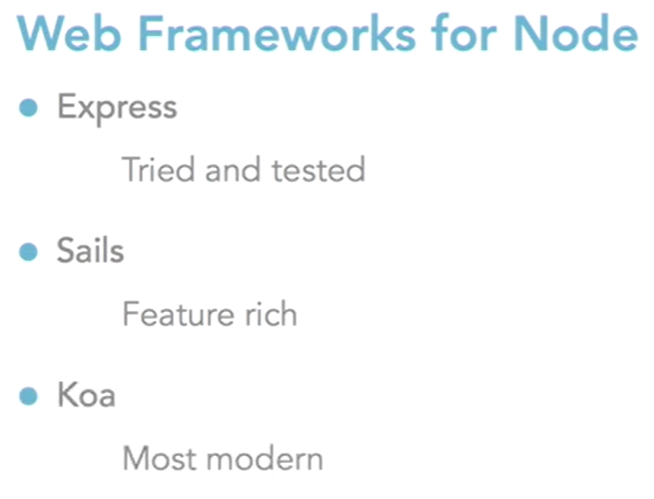 Web Frameworks for Node
Express
Tried and tested
Sails
Feature rich
Koa
Most modern